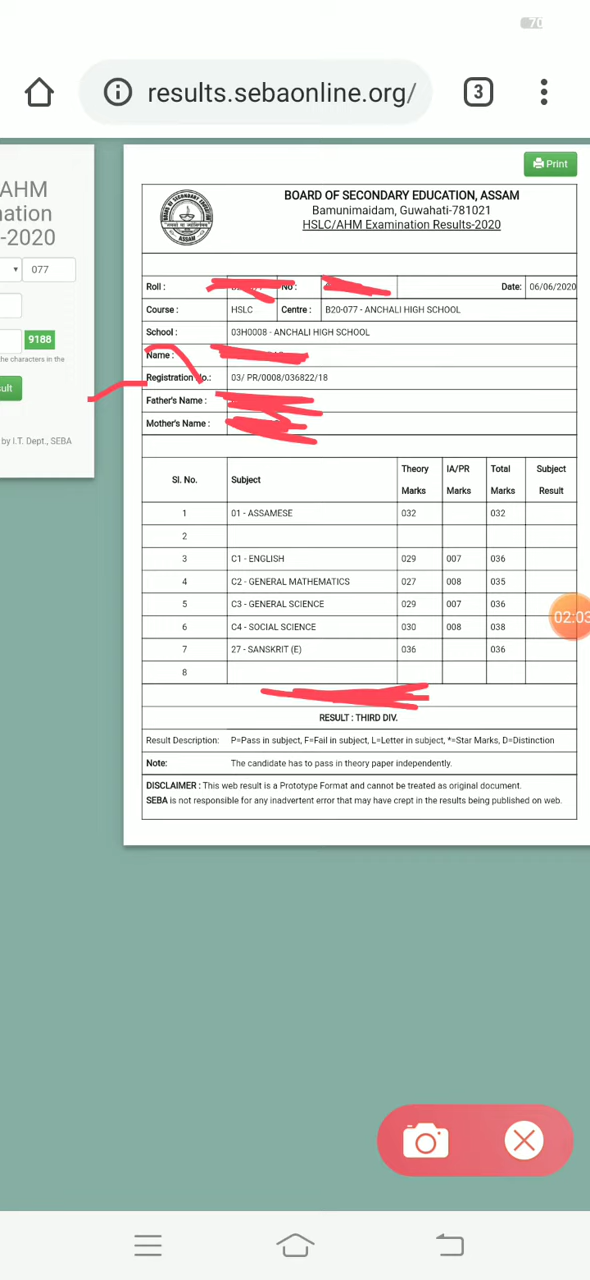 70
results.sebaonline.org/
3
AHM
nation
-2020
077
9188
he characters in the
ult
by I.T. Dept., SEBA
Print
BOARD OF SECONDARY EDUCATION, ASSAM
Bamunimaidam, Guwahati-781021
HSLC/AHM Examination Results-2020
Roll : No : Date: 06/06/2020
Course : HSLC Centre : B20-077 - ANCHALI HIGH SCHOOL
School : 03H0008 - ANCHALI HIGH SCHOOL
Name :
Registration No.: 03/ PR/0008/036822/18
Father's Name :
Mother's Name :
Sl. No. Subject Theory Marks IA/PR Marks Total Marks Subject Result
1 01 - ASSAMESE 032 032
2
3 C1 - ENGLISH 029 007 036
4 C2 - GENERAL MATHEMATICS 027 008 035
5 C3 - GENERAL SCIENCE 029 007 036
6 C4 - SOCIAL SCIENCE 030 008 038
7 27 - SANSKRIT (E) 036 036
8
RESULT : THIRD DIV.
Result Description: P=Pass in subject, F=Fail in subject, L=Letter in subject, *=Star Marks, D=Distinction
Note: The candidate has to pass in theory paper independently.
DISCLAIMER : This web result is a Prototype Format and cannot be treated as original document.
SEBA is not responsible for any inadvertent error that may have crept in the results being published on web.
02:03